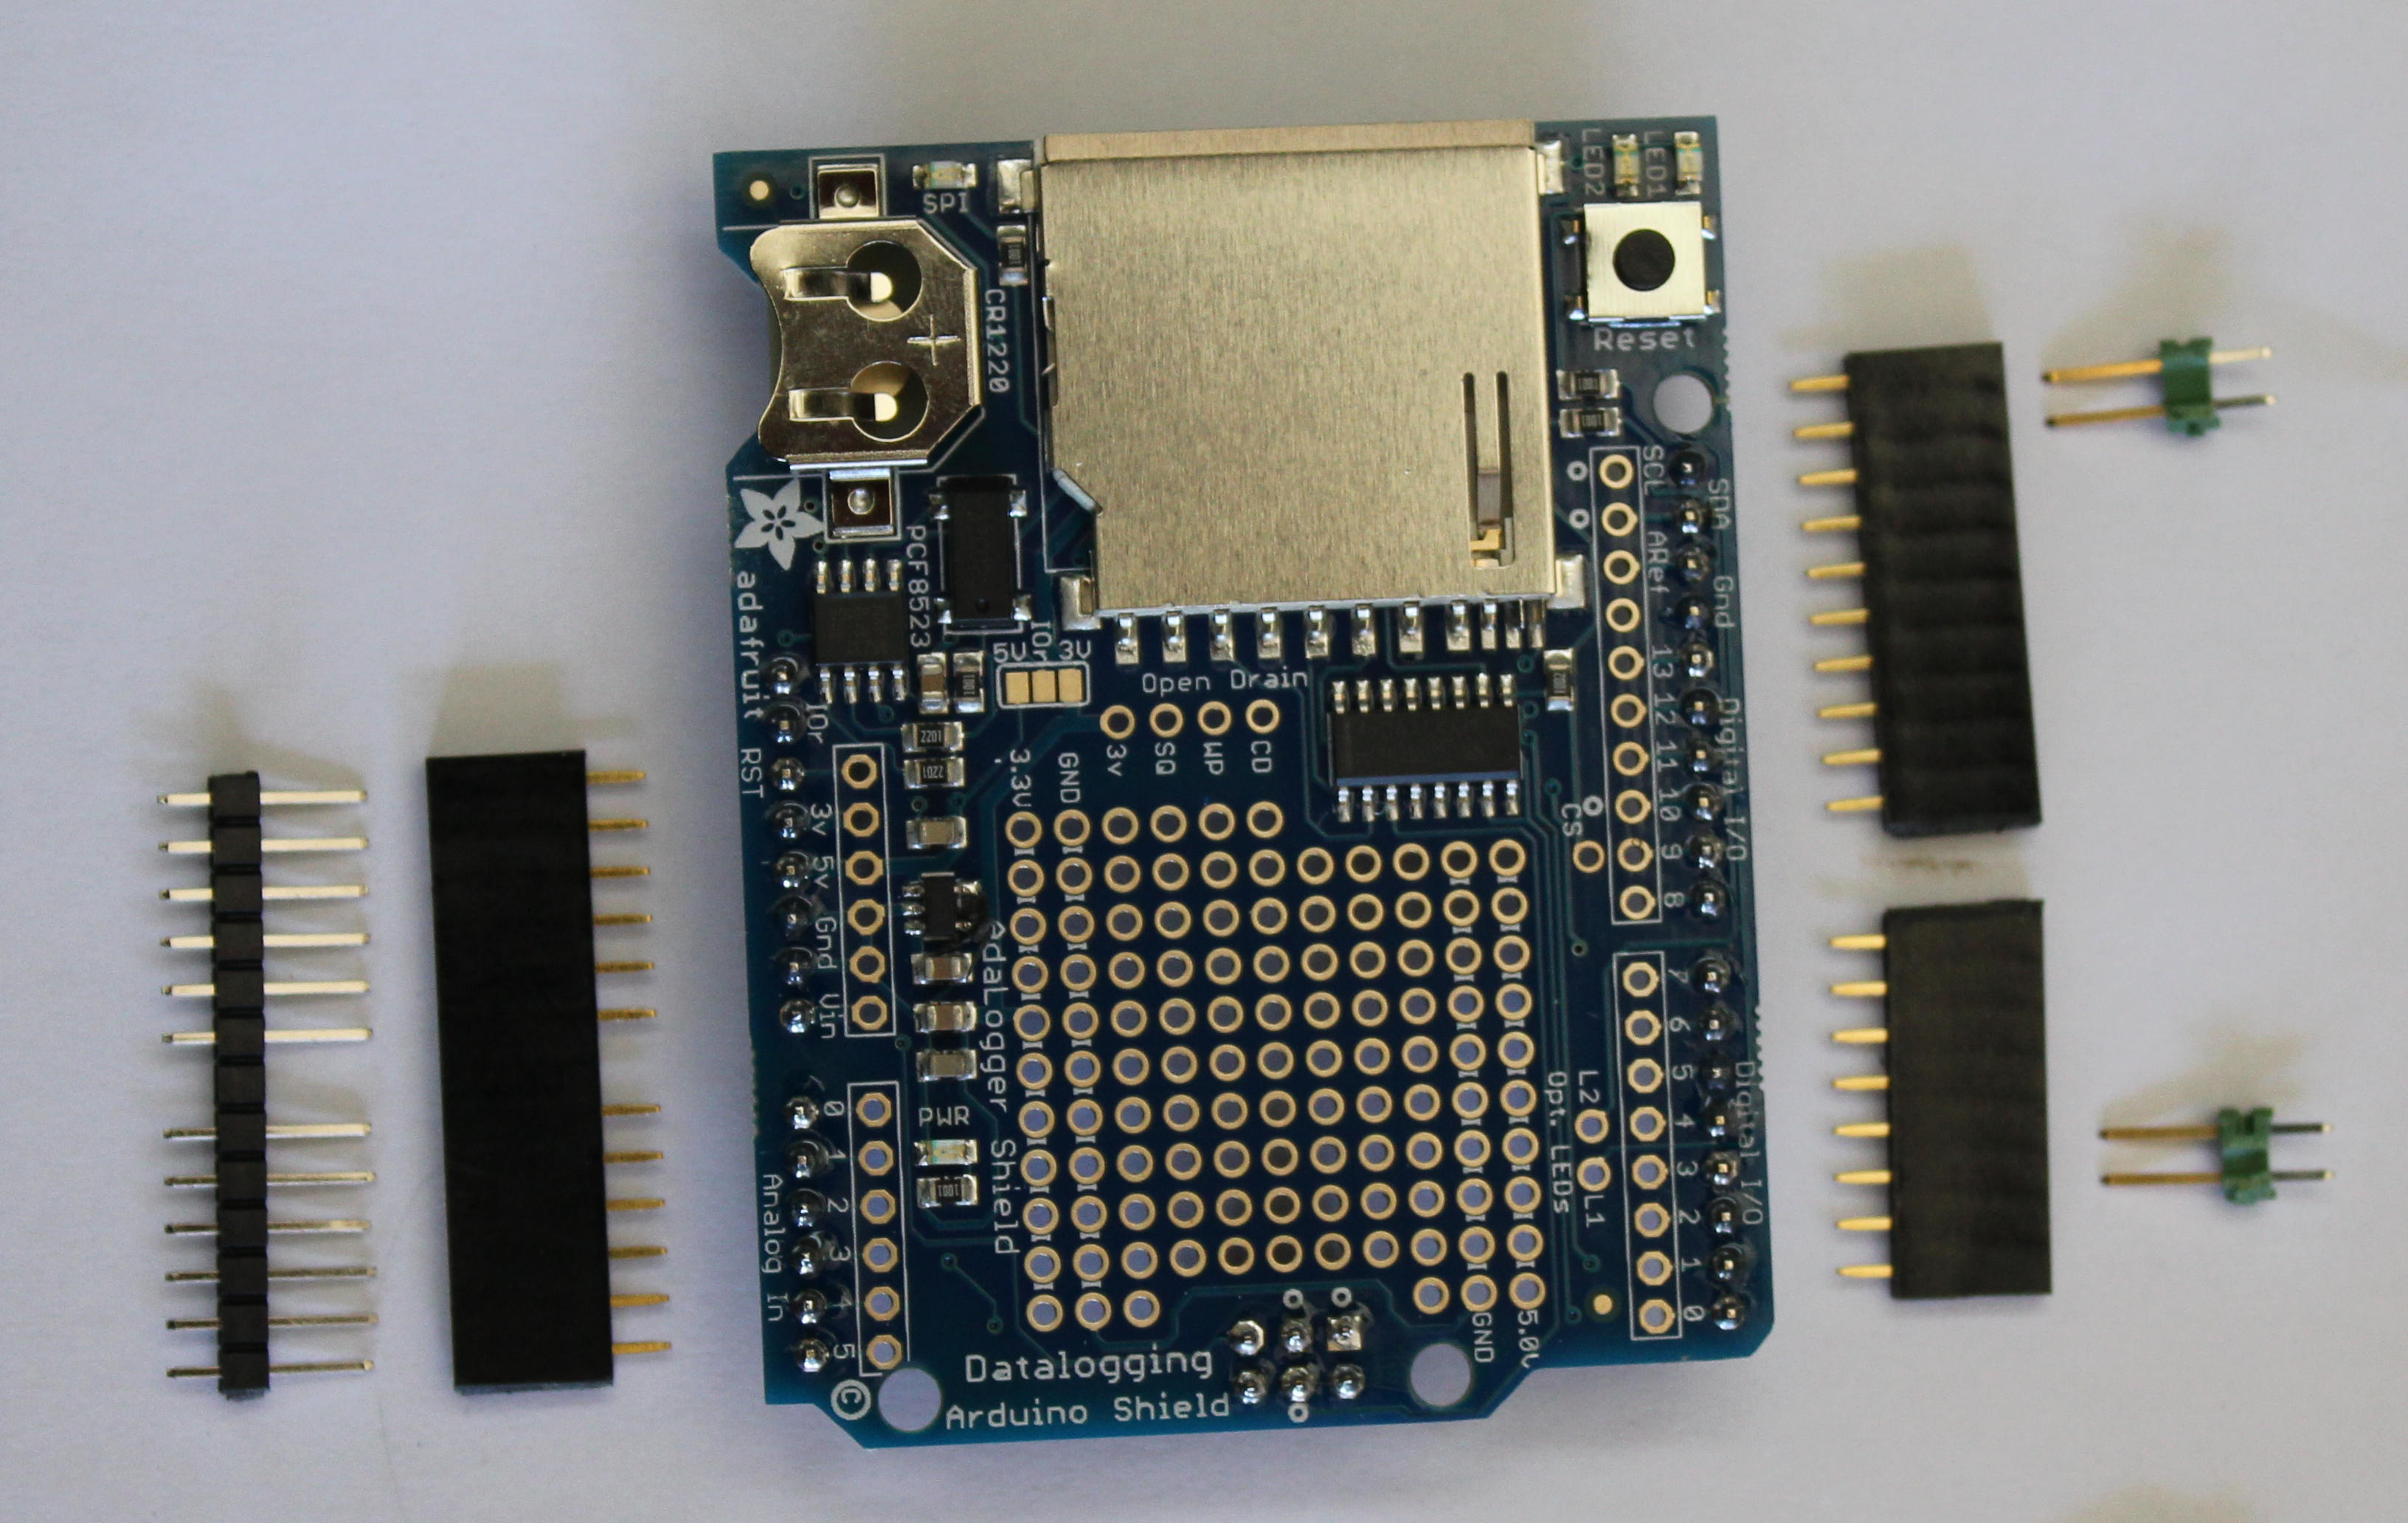 LED2
LED1
SPI
CR1220
Reset
adafruit
PCF8523
5V
IOr
3V
Open Drain
3v
SQ
WP
CD
3.3V
GND
RST
IOr
3v
5v
Gnd
Vin
SCL
SDA
ARef
Gnd
13
12
11
10
9
8
CS
Digital I/O
7
6
5
4
3
2
1
0
Digital I/O
2201
2201
AdaLogger Shield
PWR
1001
L2
L1
Opt. LEDs
0
1
2
3
4
5
Analog In
GND
5.0V
©
Datalogging
Arduino Shield